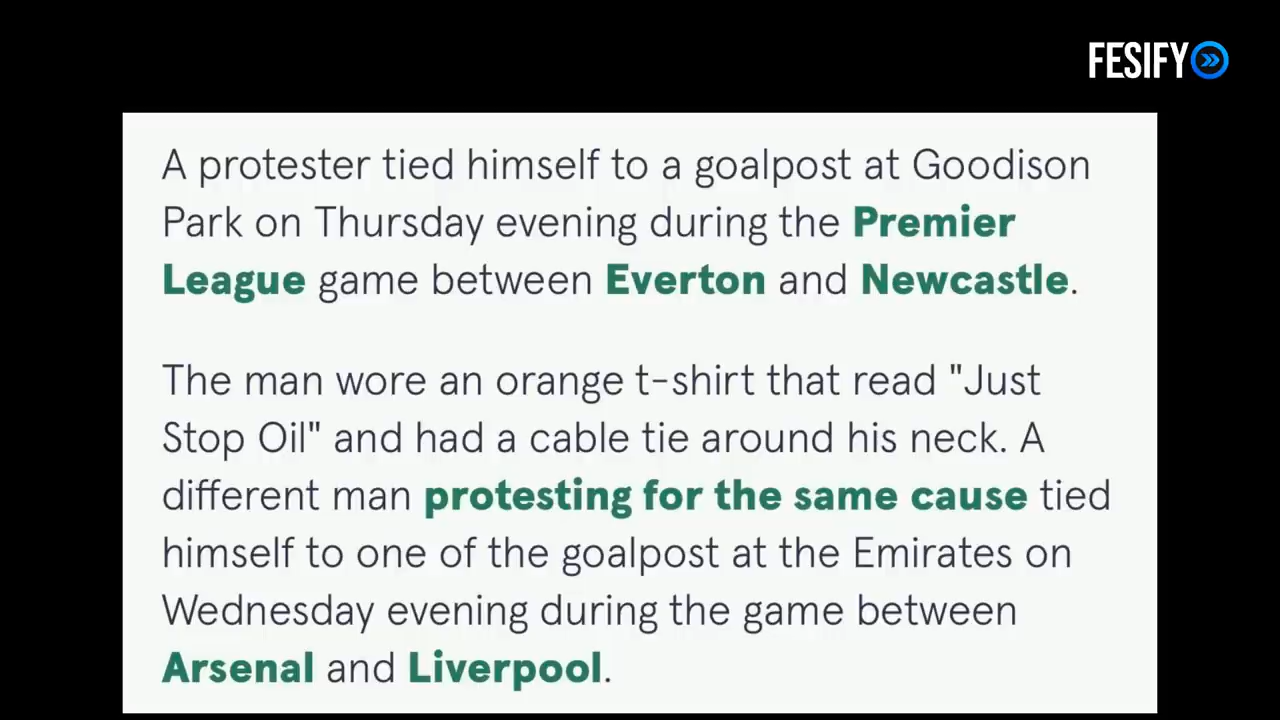 FESIFY
A protester tied himself to a goalpost at Goodison
Park on Thursday evening during the Premier
League game between Everton and Newcastle.
The man wore an orange t-shirt that read "Just
Stop Oil" and had a cable tie around his neck. A
different man protesting for the same cause tied
himself to one of the goalpost at the Emirates on
Wednesday evening during the game between
Arsenal and Liverpool.